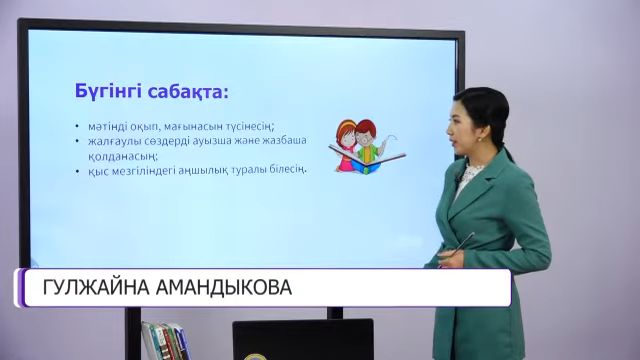 Бүгінгі сабақта:
• мәтінді оқып, мағынасын түсінесің;
• жалғаулы сөздерді ауызша және жазбаша
қолданасың;
• қыс мезгіліндегі аңшылық туралы білесің.
ГУЛЖАЙНА АМАНДЫКОВА